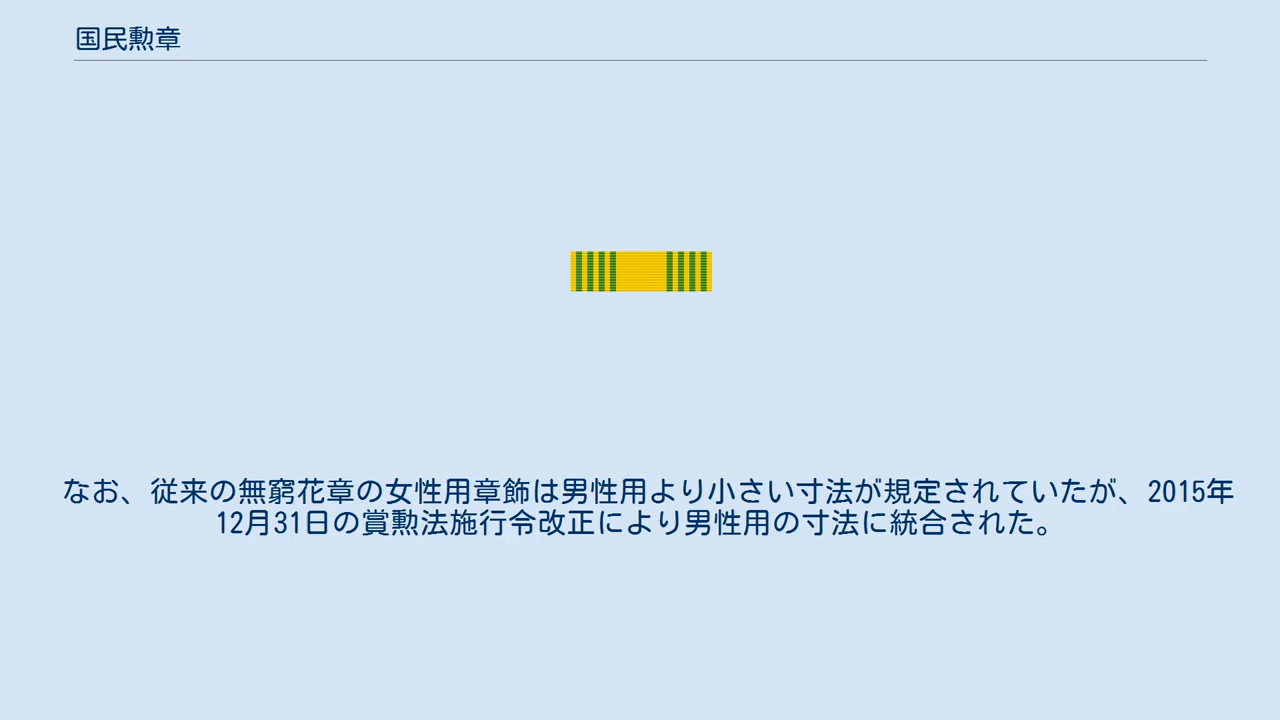 国民勲章
なお、従来の無窮花章の女性用章飾は男性用より小さい寸法が規定されていたが、2015年
12月31日の賞勲法施行令改正により男性用の寸法に統合された。